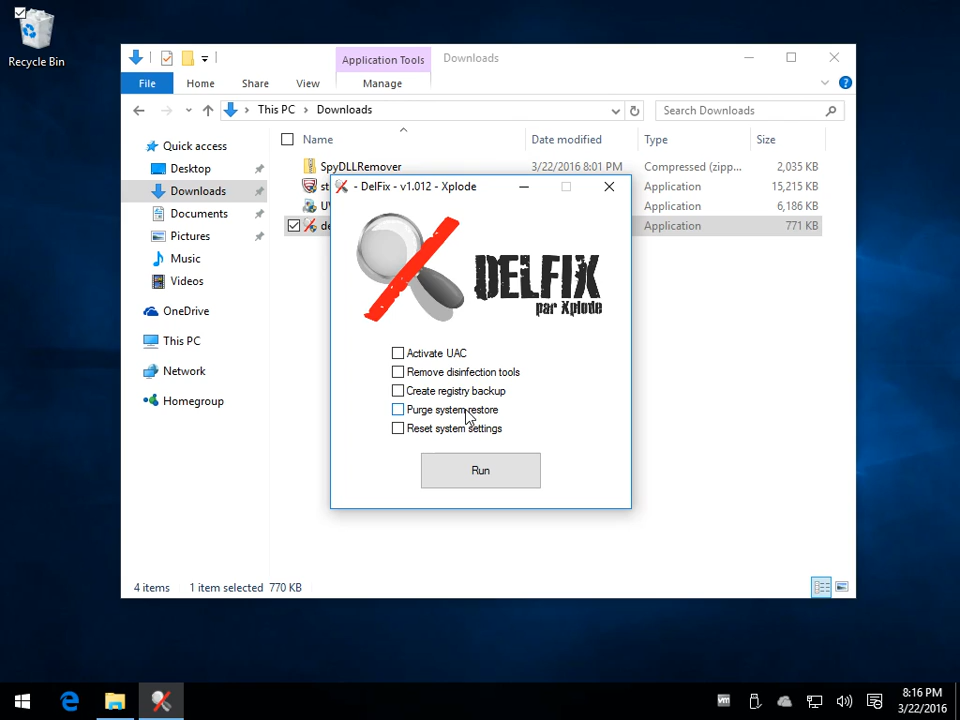 Recycle Bin
Application Tools
Downloads
File
Home
Share
View
Manage
This PC
Downloads
Search Downloads
Name
Date modified
Type
Size
Quick access
Desktop
Downloads
Documents
Pictures
Music
Videos
OneDrive
This PC
Network
Homegroup
SpyDLLRemover
3/22/2016 8:01 PM
Compressed (zipp...
2,035 KB
st
Application
15,215 KB
Application
6,186 KB
de
Application
771 KB
- DelFix - v1.012 - Xplode
DELFIX
par Xplode
Activate UAC
Remove disinfection tools
Create registry backup
Purge system restore
Reset system settings
Run
4 items
1 item selected
770 KB
vm
8:16 PM
3/22/2016